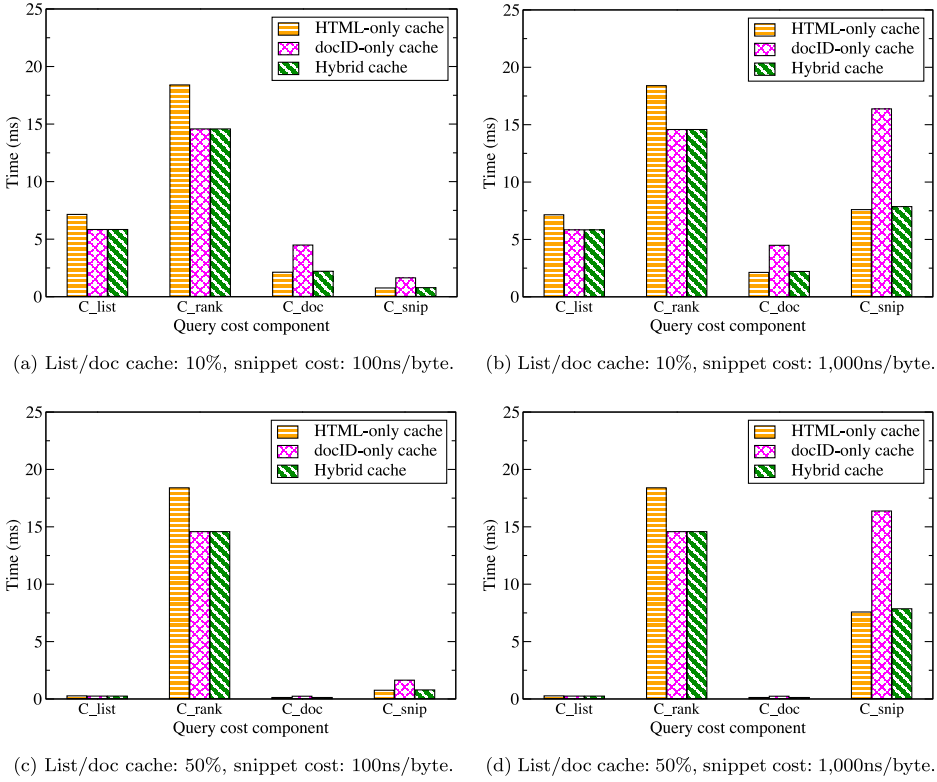 25
20
15
10
5
0
Time (ms)
HTML-only cache
docID-only cache
Hybrid cache
C_list C_rank C_doc C_snip
Query cost component
(a) List/doc cache: 10%, snippet cost: 100ns/byte.
25
20
15
10
5
0
Time (ms)
HTML-only cache
docID-only cache
Hybrid cache
C_list C_rank C_doc C_snip
Query cost component
(b) List/doc cache: 10%, snippet cost: 1,000ns/byte.
25
20
15
10
5
0
Time (ms)
HTML-only cache
docID-only cache
Hybrid cache
C_list C_rank C_doc C_snip
Query cost component
(c) List/doc cache: 50%, snippet cost: 100ns/byte.
25
20
15
10
5
0
Time (ms)
HTML-only cache
docID-only cache
Hybrid cache
C_list C_rank C_doc C_snip
Query cost component
(d) List/doc cache: 50%, snippet cost: 1,000ns/byte.